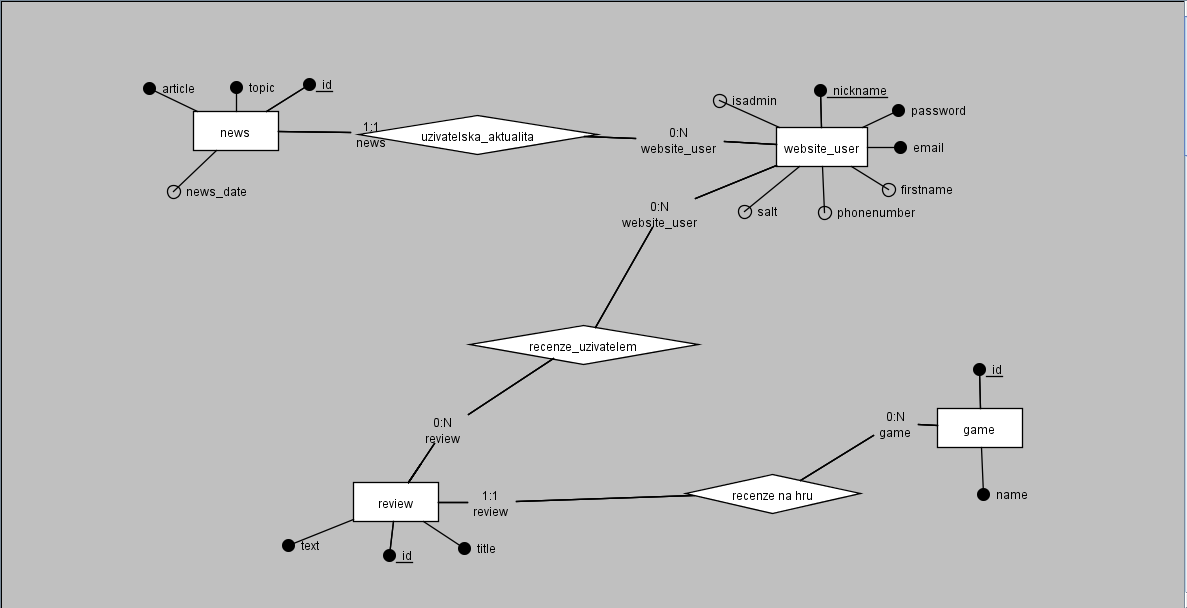 article
topic
id
news
news_date
1:1
news
uzivatelska_aktualita
0:N
website_user
isadmin
nickname
password
website_user
email
firstname
salt
phonenumber
0:N
website_user
recenze_uzivatelem
0:N
review
review
text
id
title
1:1
review
recenze na hru
0:N
game
id
game
name